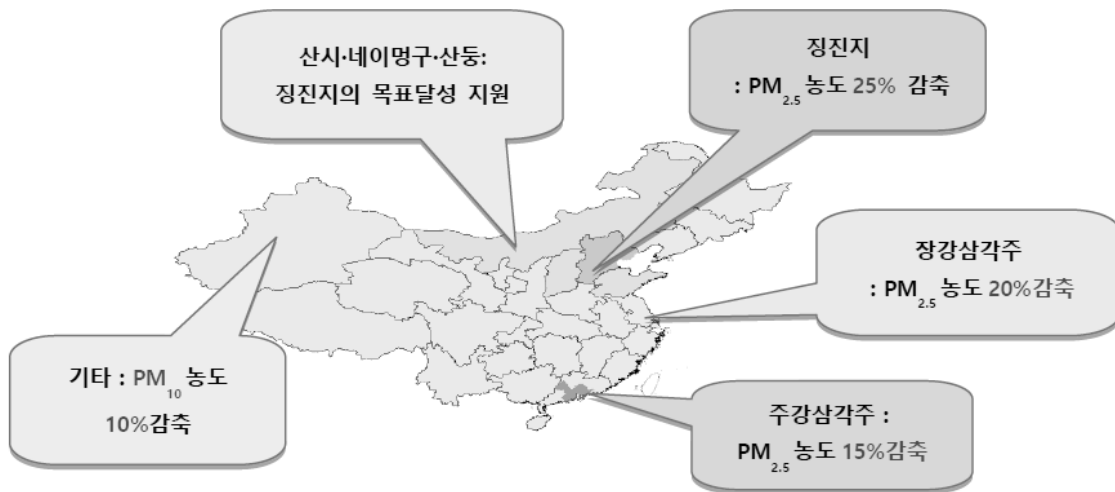 산시·네이멍구·산둥:
징진지의 목표달성 지원
징진지
: PM2.5 농도 25% 감축
장강삼각주
: PM2.5 농도 20%감축
기타 : PM10 농도
10%감축
주강삼각주 :
PM2.5 농도 15%감축